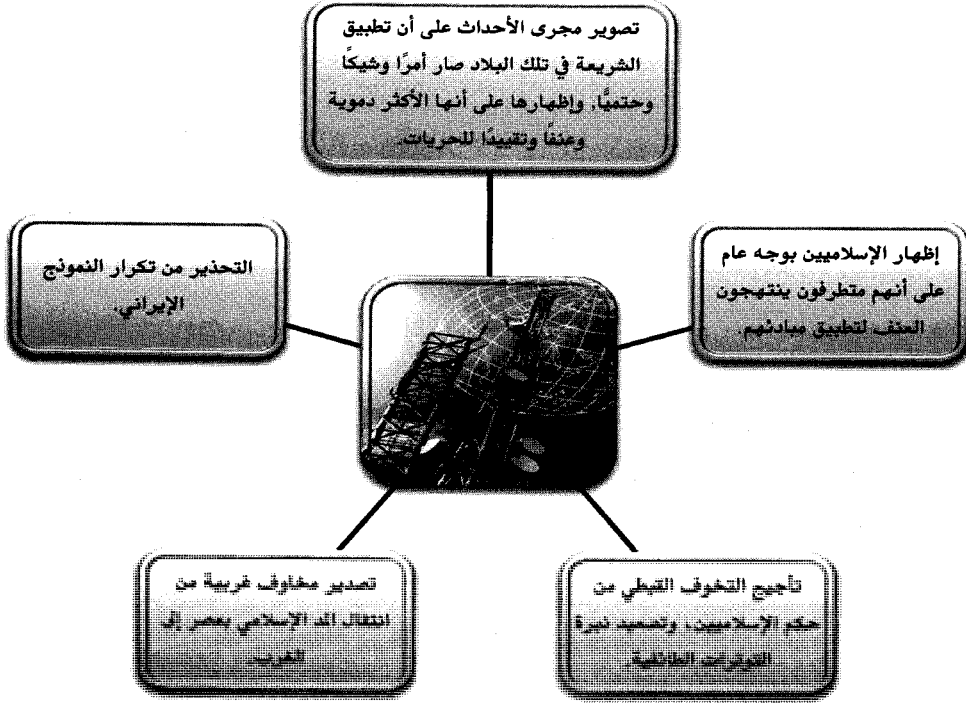 تصوير مجرى الأحداث على أن تطبيق
الشريعة في تلك البلاد صار أمرًا وشيكًا
وحتميًّا، وإظهارها على أنها الأكثر دموية
وعنفًا وتقييدًا للحريات.
إظهار الإسلاميين بوجه عام
على أنهم متطرفون ينتهجون
العنف لتطبيق مبادئهم.
التحذير من تكرار النموذج
الإيراني.
تأجيج التخوف القبطي من
حكم الإسلاميين، وتصعيد نبرة
التوترات الطائفية.
تصدير مخاوف غربية من
انتقال المد الإسلامي بمصر إلى
الغرب.